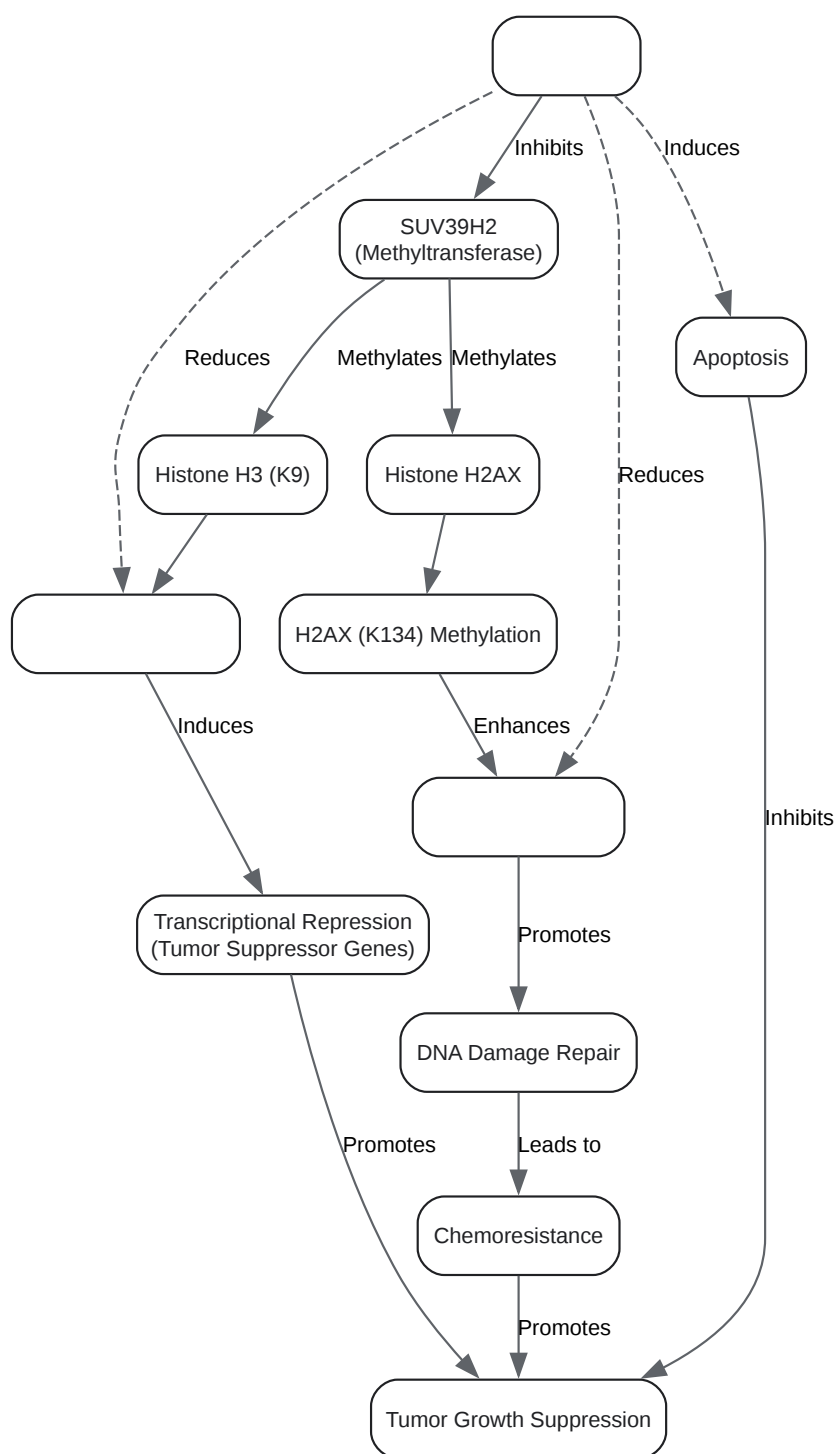 Inhibits
Induces
SUV39H2
(Methyltransferase)
Reduces
Methylates
Methylates
Apoptosis
Histone H3 (K9)
Histone H2AX
Reduces
H2AX (K134) Methylation
Induces
Enhances
Inhibits
Transcriptional Repression
(Tumor Suppressor Genes)
Promotes
DNA Damage Repair
Promotes
Leads to
Chemoresistance
Promotes
Tumor Growth Suppression